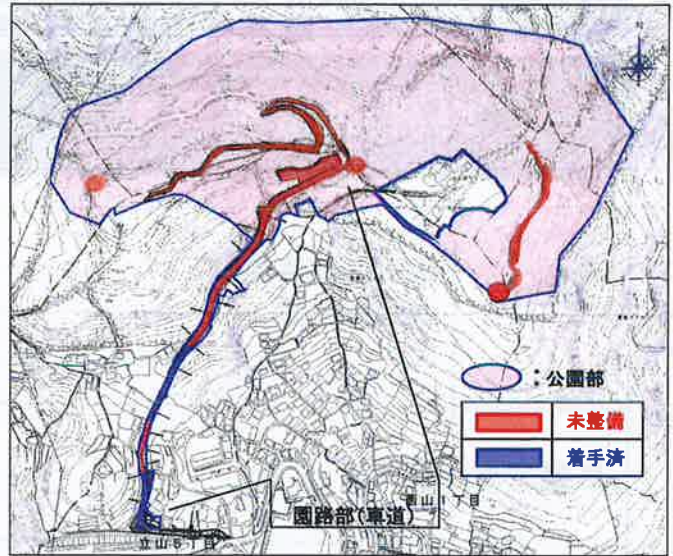 :公園部
未整備
着手済
西山1丁目
園路部(車道)
立山5丁目